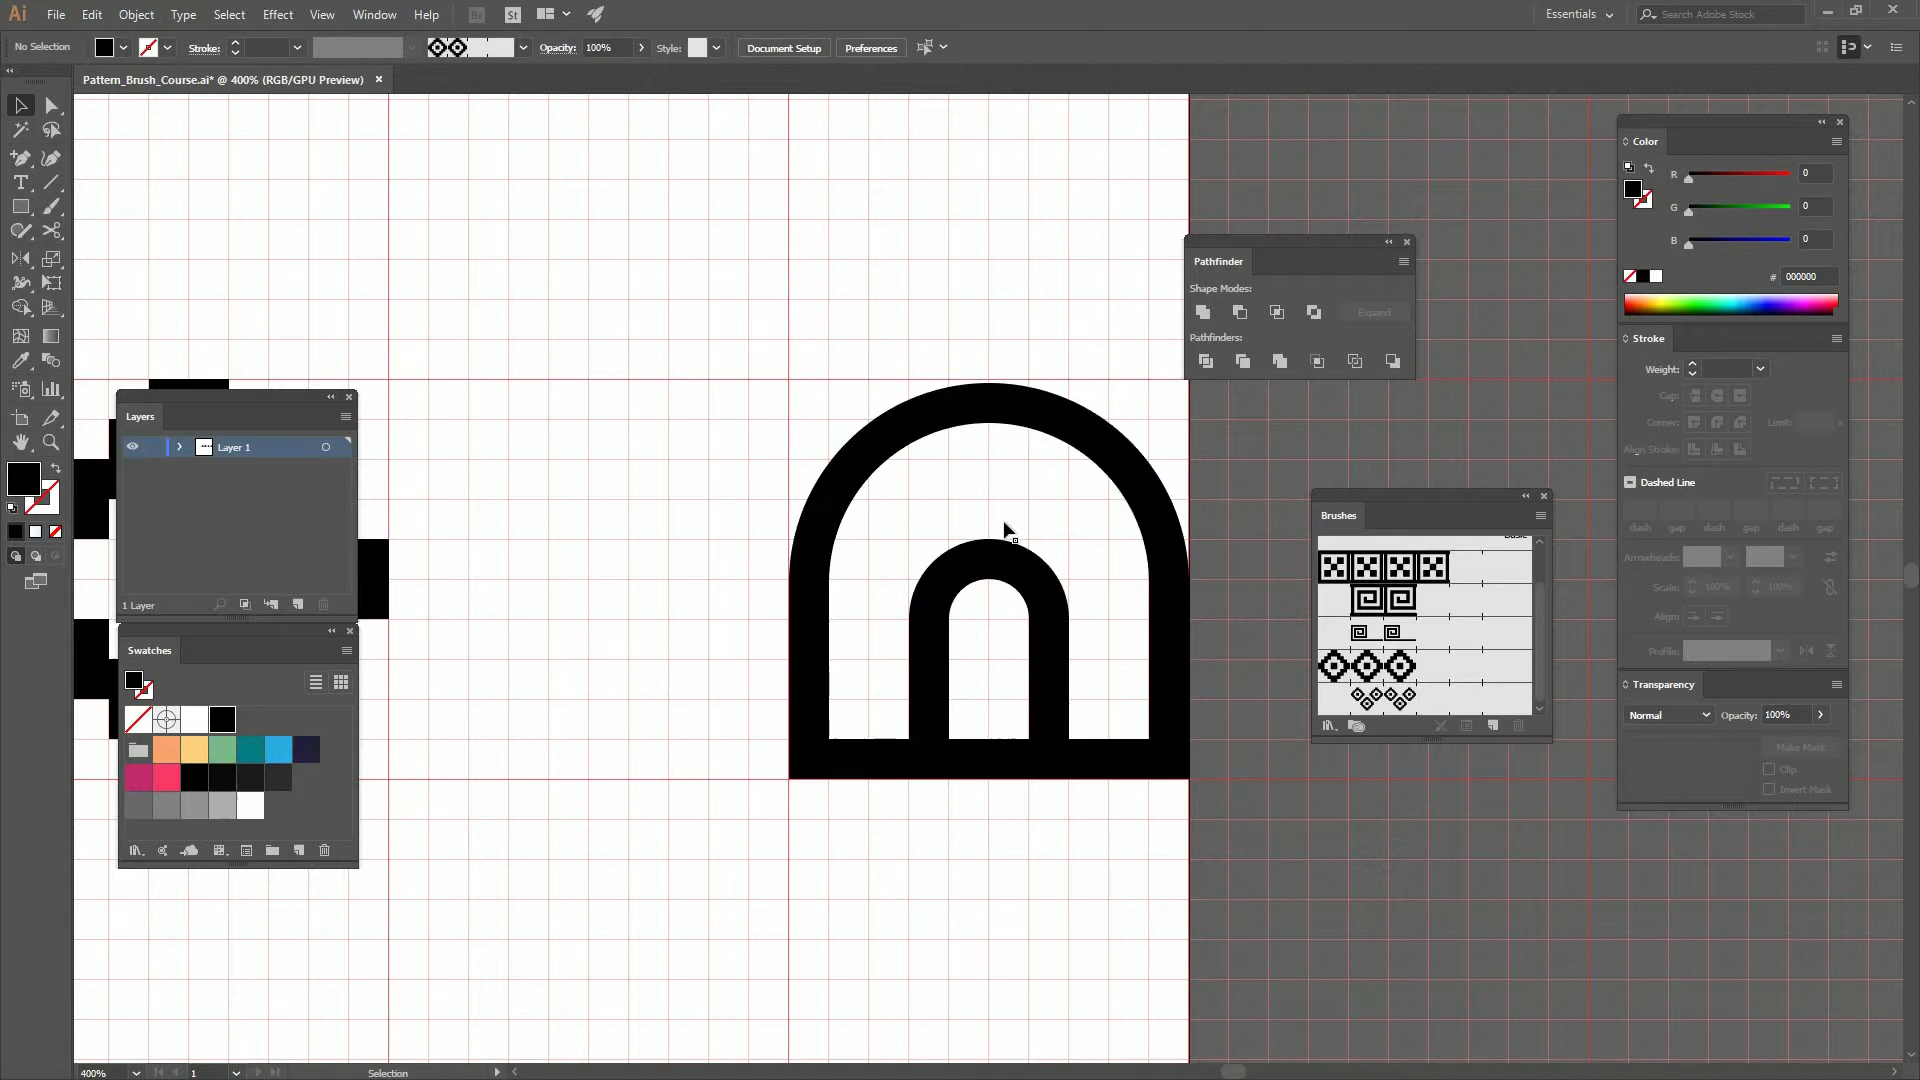 Ai File Edit Object Type Select Effect View Window Help Br St Essentials Search Adobe Stock
No Selection Stroke: Opacity: 100% Style: Document Setup Preferences
Pattern_Brush_Course.ai* @ 400% (RGB/GPU Preview)
Color
R 0
G 0
B 0
# 000000
Pathfinder
Shape Modes:
Expand
Pathfinders:
Stroke
Weight:
Cap:
Corner: Limit: x
Align Stroke:
Dashed Line
dash gap dash gap dash gap
Arrowheads:
Scale: 100% 100%
Align:
Profile:
Transparency
Normal Opacity: 100%
Make Mask
Clip
Invert Mask
Layers
Layer 1
1 Layer
Swatches
Brushes
Basic
400% 1 Selection